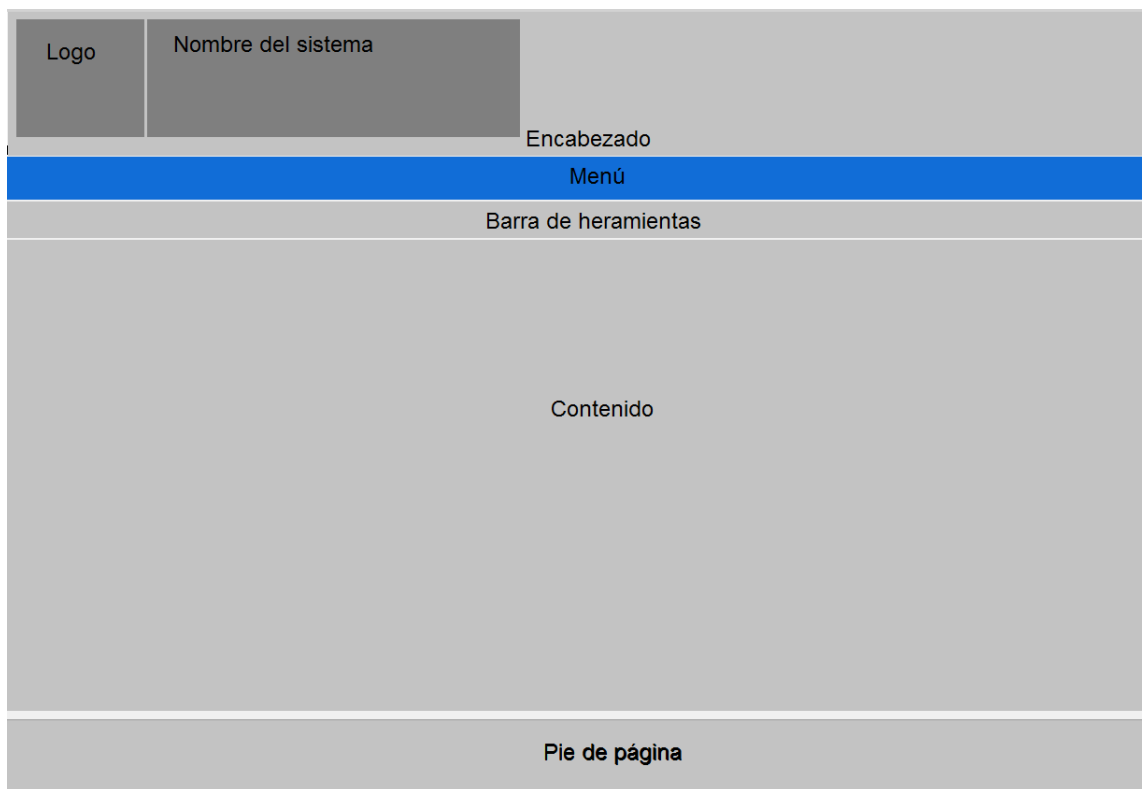 Logo
Nombre del sistema
Encabezado
Menú
Barra de heramientas
Contenido
Pie de página